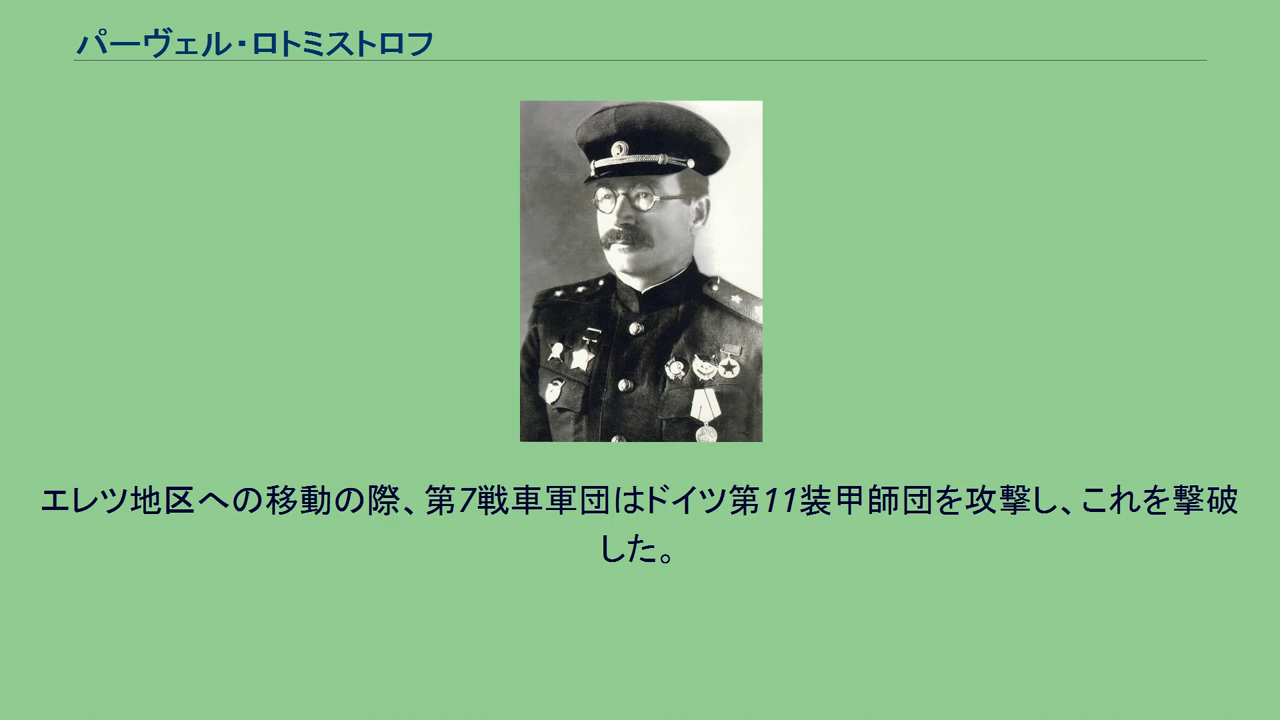 パーヴェル・ロトミストロフ
エレツ地区への移動の際、第7戦車軍団はドイツ第11装甲師団を攻撃し、これを撃破
した。